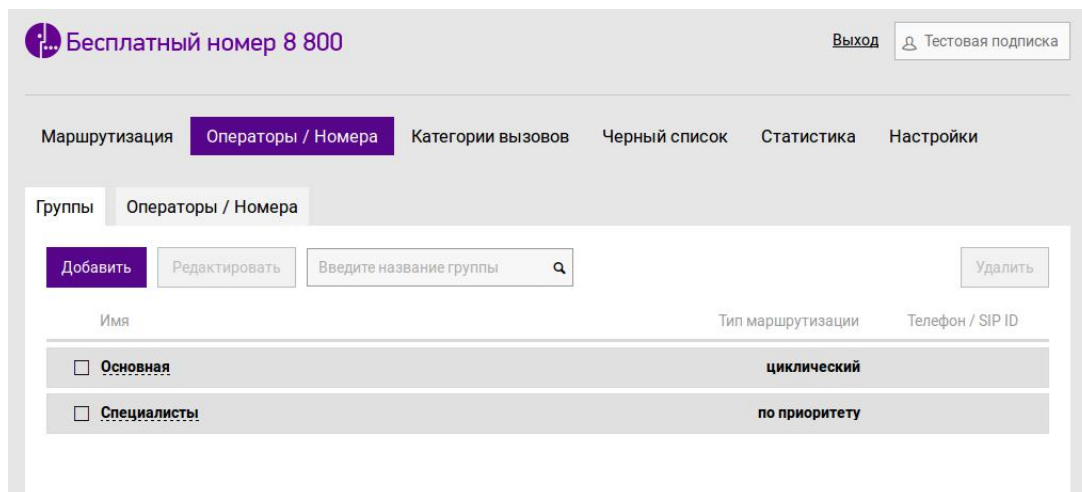 Бесплатный номер 8 800
Выход
Тестовая подписка
Маршрутизация Операторы / Номера Категории вызовов Черный список Статистика Настройки
Группы Операторы / Номера
Добавить Редактировать Введите название группы Удалить
Имя Тип маршрутизации Телефон / SIP ID
Основная циклический
Специалисты по приоритету